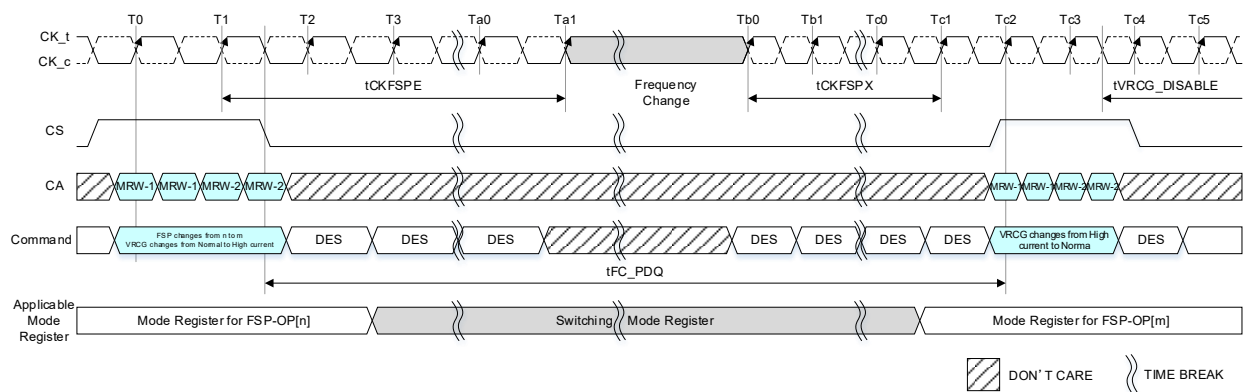 T0 T1 T2 T3 Ta0 Ta1 Tb0 Tb1 Tc0 Tc1 Tc2 Tc3 Tc4 Tc5
CK_t
CK_c
tCKFSPE
Frequency
Change
tCKFSPX
tVRCG_DISABLE
CS
CA
MRW-1 MRW-1 MRW-2 MRW-2
MRW-1 MRW-1 MRW-2 MRW-2
Command
FSP changes from n to m
VRCG changes from Normal to High current
DES DES DES DES DES DES DES
VRCG changes from High
current to Norma
DES
tFC_PDQ
Applicable
Mode
Register
Mode Register for FSP-OP[n]
Switching Mode Register
Mode Register for FSP-OP[m]
DON'T CARE
TIME BREAK